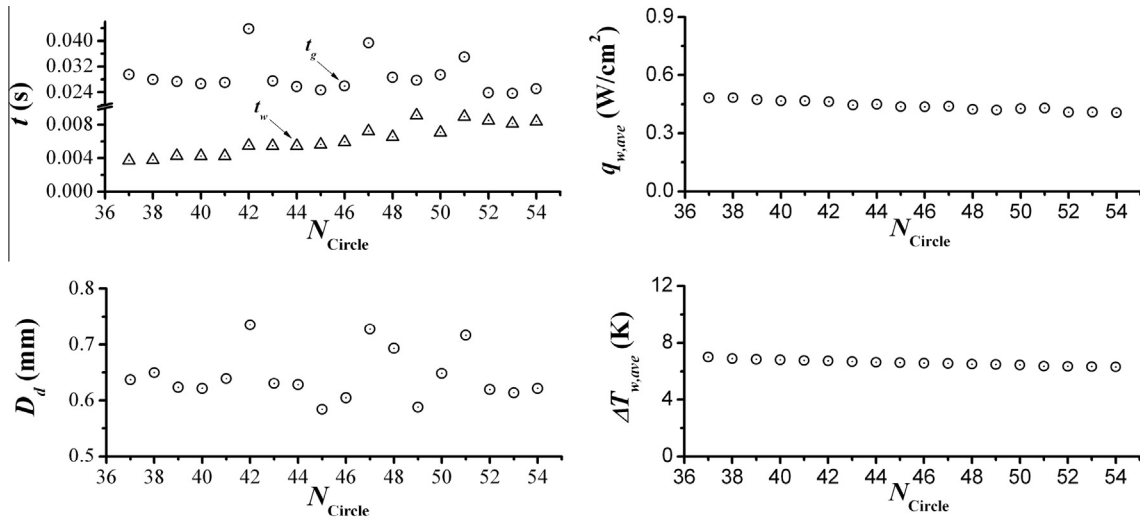 t (s)
0.040
0.032
0.024
0.008
0.004
0.000
t_g
t_w
36 38 40 42 44 46 48 50 52 54
N_Circle
q_w,ave (W/cm²)
0.9
0.6
0.3
0.0
36 38 40 42 44 46 48 50 52 54
N_Circle
D_d (mm)
0.8
0.7
0.6
0.5
36 38 40 42 44 46 48 50 52 54
N_Circle
ΔT_w,ave (K)
12
8
4
0
36 38 40 42 44 46 48 50 52 54
N_Circle